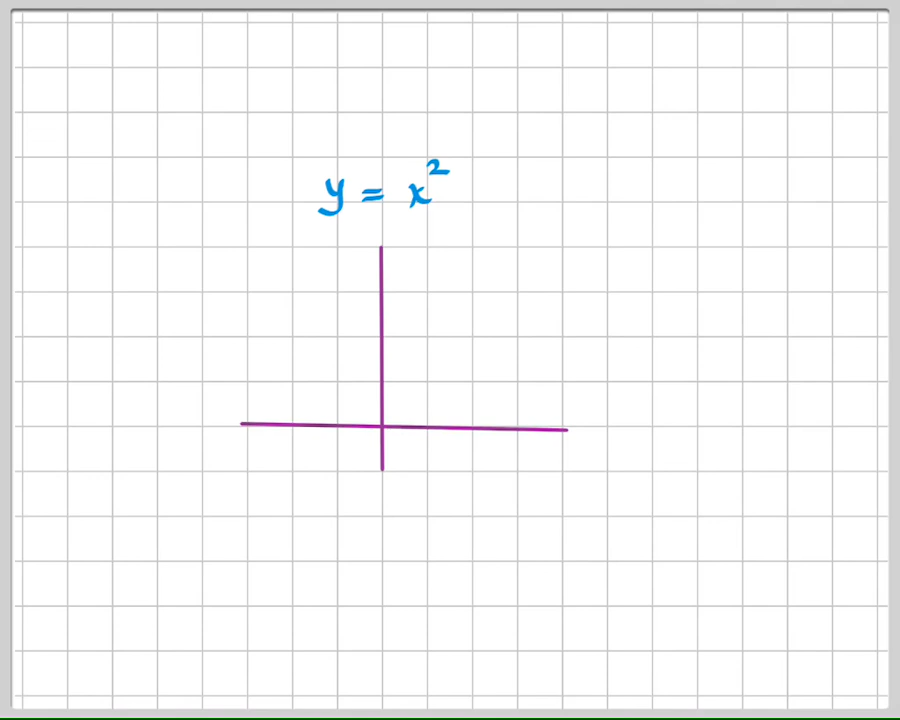 y = x²